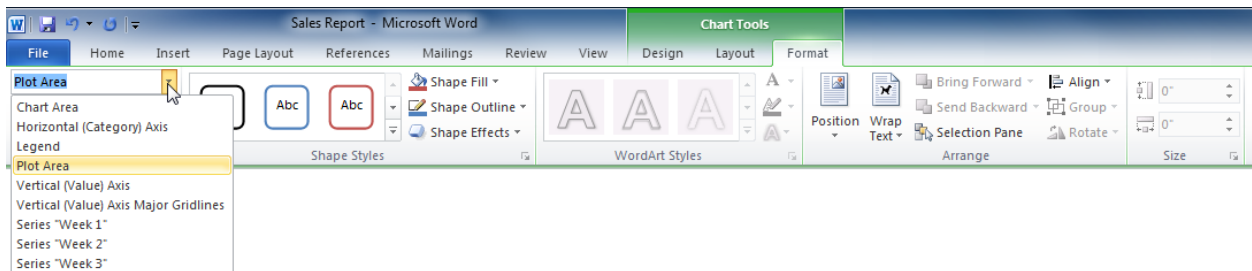 W Sales Report - Microsoft Word Chart Tools
File Home Insert Page Layout References Mailings Review View Design Layout Format
Plot Area
Chart Area
Horizontal (Category) Axis
Legend
Plot Area
Vertical (Value) Axis
Vertical (Value) Axis Major Gridlines
Series "Week 1"
Series "Week 2"
Series "Week 3"
Abc Abc
Shape Fill
Shape Outline
Shape Effects
Shape Styles
A A A
A
A
WordArt Styles
Position
Wrap Text
Bring Forward
Send Backward
Selection Pane
Align
Group
Rotate
Arrange
0"
0"
Size